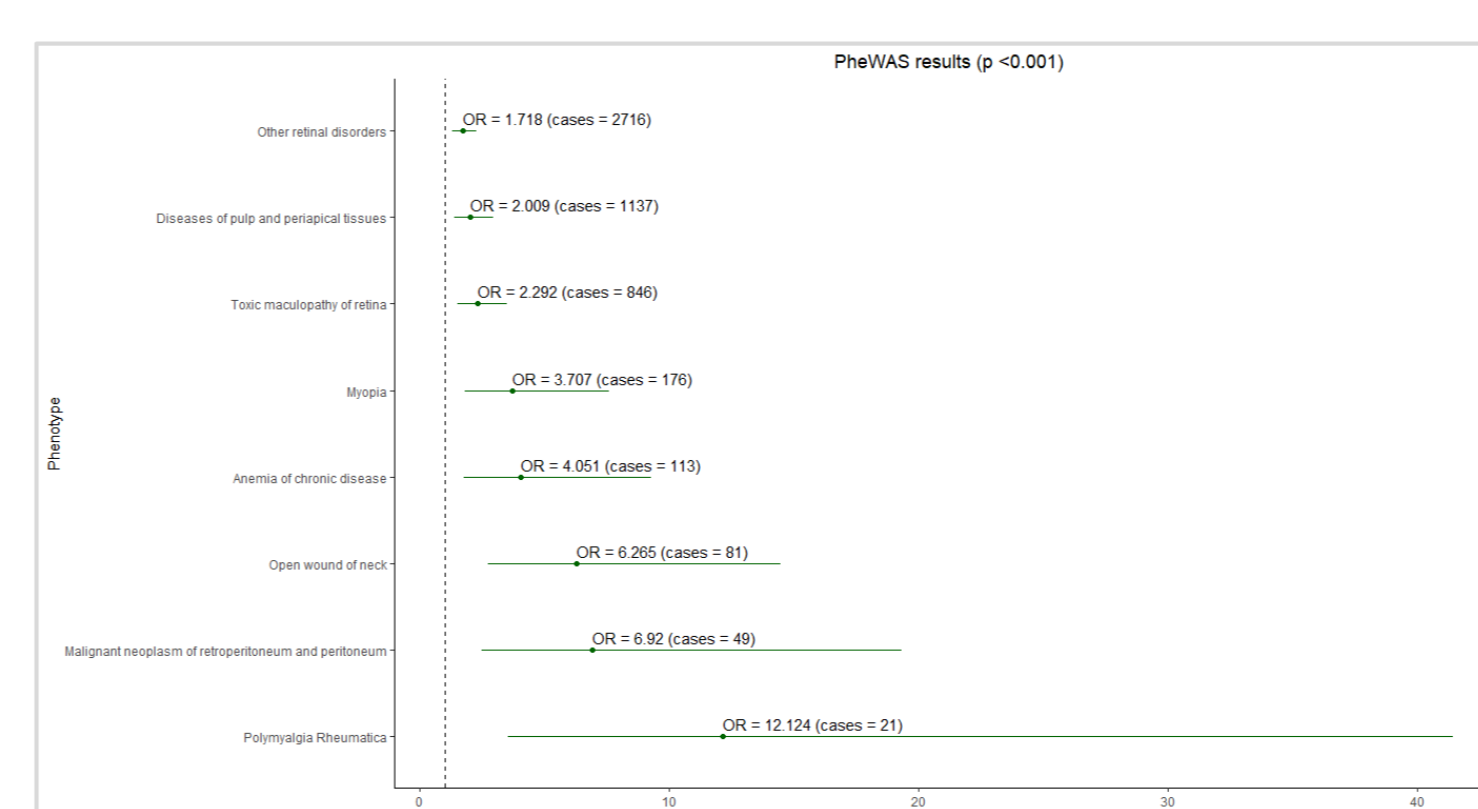 PheWAS results (p <0.001)
Phenotype
Other retinal disorders
OR = 1.718 (cases = 2716)
Diseases of pulp and periapical tissues
OR = 2.009 (cases = 1137)
Toxic maculopathy of retina
OR = 2.292 (cases = 846)
Myopia
OR = 3.707 (cases = 176)
Anemia of chronic disease
OR = 4.051 (cases = 113)
Open wound of neck
OR = 6.265 (cases = 81)
Malignant neoplasm of retroperitoneum and peritoneum
OR = 6.92 (cases = 49)
Polymyalgia Rheumatica
OR = 12.124 (cases = 21)
0 10 20 30 40